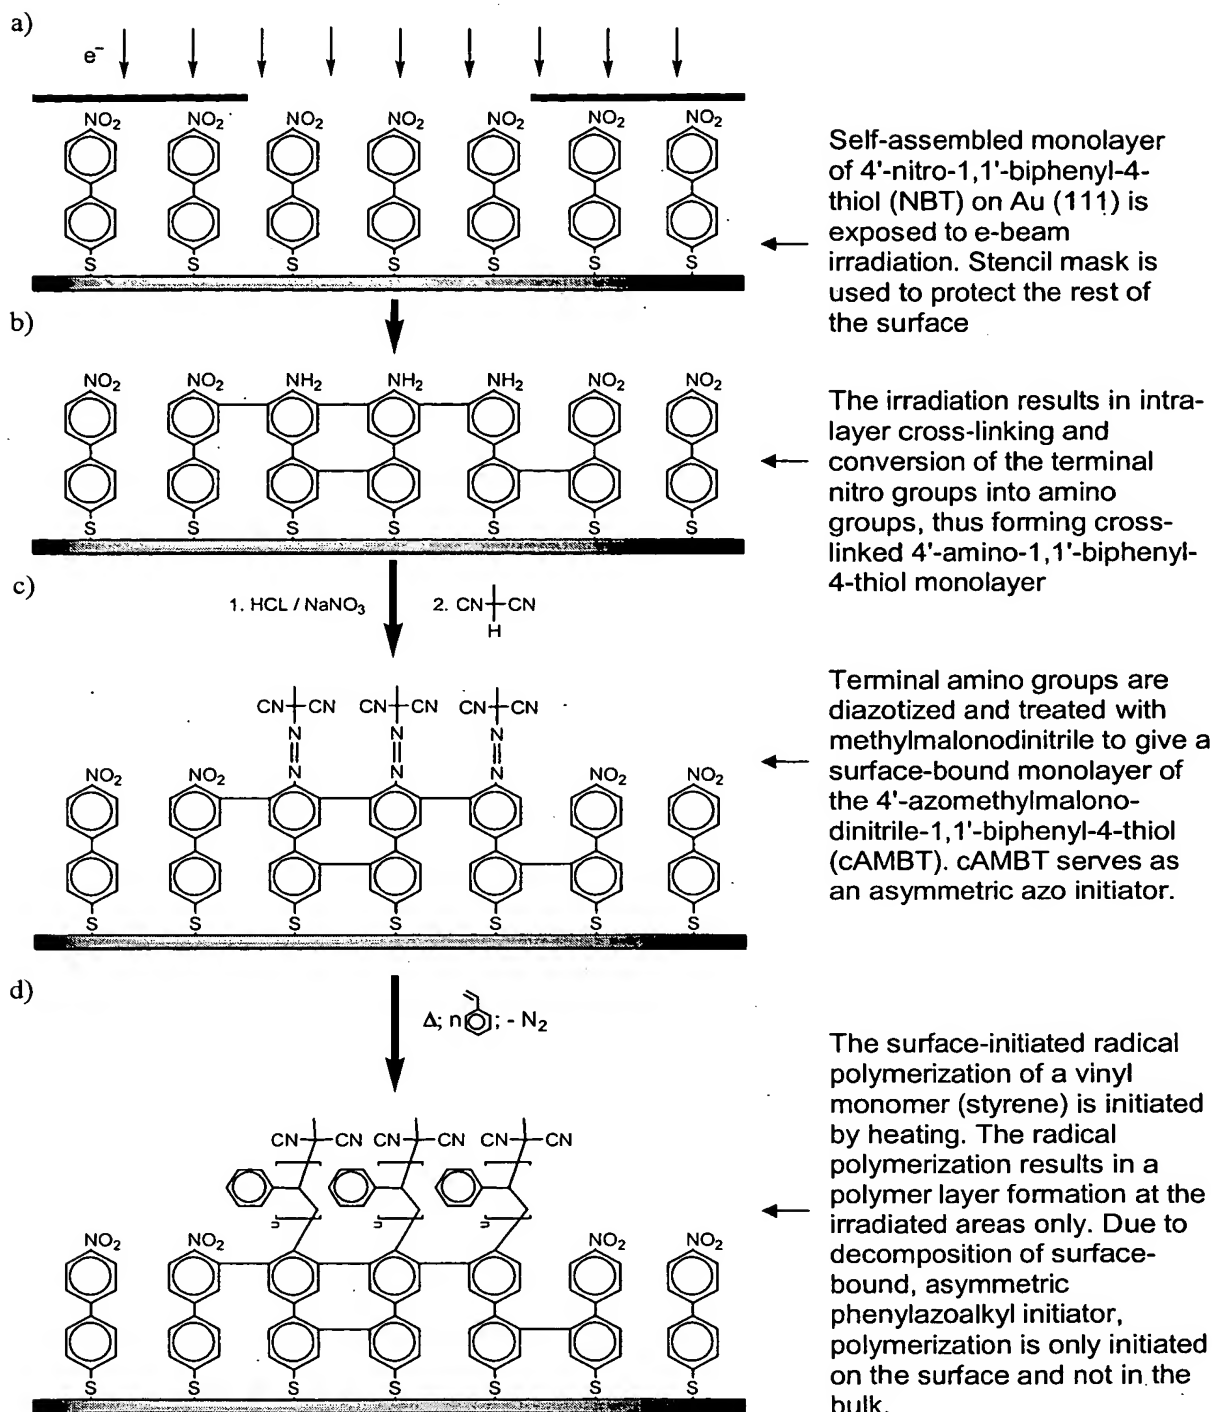 a)
e⁻
NO₂ NO₂ NO₂ NO₂ NO₂ NO₂ NO₂
S S S S S S S
Self-assembled monolayer
of 4'-nitro-1,1'-biphenyl-4-
thiol (NBT) on Au (111) is
exposed to e-beam
irradiation. Stencil mask is
used to protect the rest of
the surface
b)
NO₂ NO₂ NH₂ NH₂ NH₂ NO₂ NO₂
S S S S S S S
The irradiation results in intra-
layer cross-linking and
conversion of the terminal
nitro groups into amino
groups, thus forming cross-
linked 4'-amino-1,1'-biphenyl-
4-thiol monolayer
c)
1. HCL / NaNO₃ 2. CN CN
H
CN CN CN CN CN CN
N N N
N N N
NO₂ NO₂ NO₂ NO₂
S S S S S S S
Terminal amino groups are
diazotized and treated with
methylmalonodinitrile to give a
surface-bound monolayer of
the 4'-azomethylmalono-
dinitrile-1,1'-biphenyl-4-thiol
(cAMBT). cAMBT serves as
an asymmetric azo initiator.
d)
Δ; n ; - N₂
CN CN CN CN CN CN
n n n
NO₂ NO₂ NO₂ NO₂
S S S S S S S
The surface-initiated radical
polymerization of a vinyl
monomer (styrene) is initiated
by heating. The radical
polymerization results in a
polymer layer formation at the
irradiated areas only. Due to
decomposition of surface-
bound, asymmetric
phenylazoalkyl initiator,
polymerization is only initiated
on the surface and not in the
bulk.